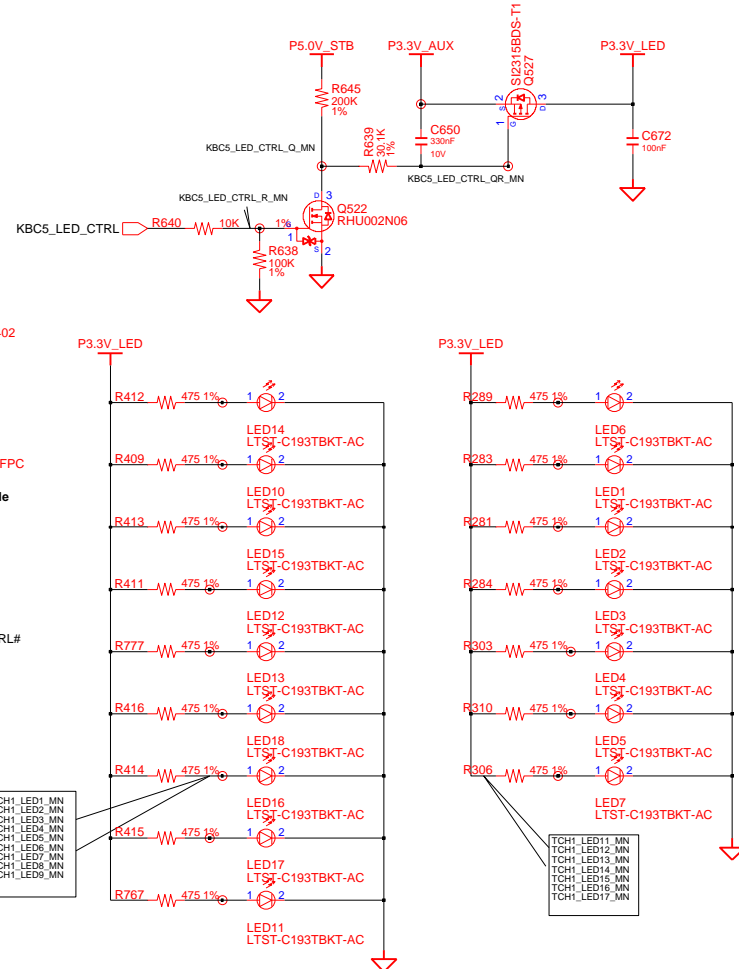 P5.0V_STB
P3.3V_AUX
SI2315BDS-T1
Q527
P3.3V_LED
R645
200K
1%
2
3
S
D
1
G
R639
30.1K
1%
C650
330nF
10V
C672
100nF
KBC5_LED_CTRL_Q_MN
KBC5_LED_CTRL_QR_MN
KBC5_LED_CTRL_R_MN
D 3
Q522
RHU002N06
KBC5_LED_CTRL
R640
10K
1%
G
1
S 2
R638
100K
1%
02
P3.3V_LED
P3.3V_LED
R412 475 1% 1 2
LED14
LTST-C193TBKT-AC
R409 475 1% 1 2
LED10
LTST-C193TBKT-AC
R413 475 1% 1 2
LED15
LTST-C193TBKT-AC
R411 475 1% 1 2
LED12
LTST-C193TBKT-AC
R777 475 1% 1 2
LED13
LTST-C193TBKT-AC
R416 475 1% 1 2
LED18
LTST-C193TBKT-AC
R414 475 1% 1 2
LED16
LTST-C193TBKT-AC
R415 475 1% 1 2
LED17
LTST-C193TBKT-AC
R767 475 1% 1 2
LED11
LTST-C193TBKT-AC
R289 475 1% 1 2
LED6
LTST-C193TBKT-AC
R283 475 1% 1 2
LED1
LTST-C193TBKT-AC
R281 475 1% 1 2
LED2
LTST-C193TBKT-AC
R284 475 1% 1 2
LED3
LTST-C193TBKT-AC
R303 475 1% 1 2
LED4
LTST-C193TBKT-AC
R310 475 1% 1 2
LED5
LTST-C193TBKT-AC
R306 475 1% 1 2
LED7
LTST-C193TBKT-AC
FPC
le
RL#
CH1_LED1_MN
CH1_LED2_MN
CH1_LED3_MN
CH1_LED4_MN
CH1_LED5_MN
CH1_LED6_MN
CH1_LED7_MN
CH1_LED8_MN
CH1_LED9_MN
TCH1_LED11_MN
TCH1_LED12_MN
TCH1_LED13_MN
TCH1_LED14_MN
TCH1_LED15_MN
TCH1_LED16_MN
TCH1_LED17_MN